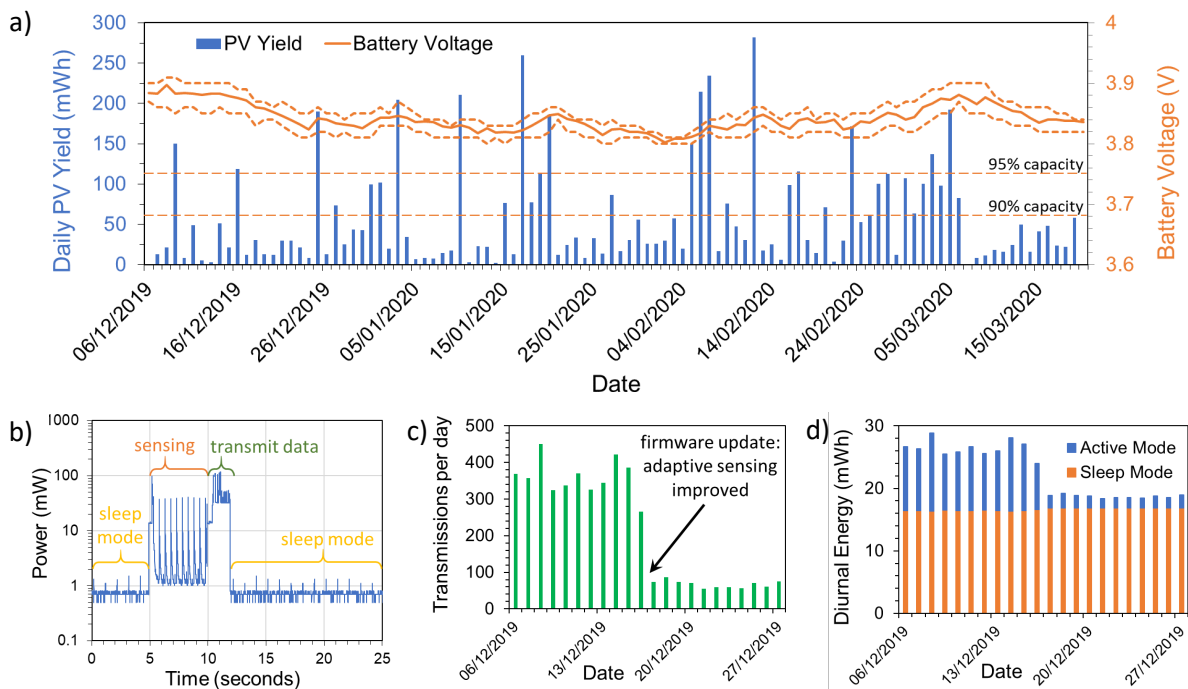 a)
PV Yield
Battery Voltage
Daily PV Yield (mWh)
300
250
200
150
100
50
0
Battery Voltage (V)
4
3.9
3.8
3.7
3.6
95% capacity
90% capacity
06/12/2019
16/12/2019
26/12/2019
05/01/2020
15/01/2020
25/01/2020
04/02/2020
14/02/2020
24/02/2020
05/03/2020
15/03/2020
Date
b)
Power (mW)
1000
100
10
1
0.1
sensing
transmit data
sleep
mode
sleep mode
0
5
10
15
20
25
Time (seconds)
c)
Transmissions per day
500
400
300
200
100
0
firmware update:
adaptive sensing
improved
06/12/2019
13/12/2019
20/12/2019
27/12/2019
Date
d)
Diurnal Energy (mWh)
30
20
10
0
Active Mode
Sleep Mode
06/12/2019
13/12/2019
20/12/2019
27/12/2019
Date